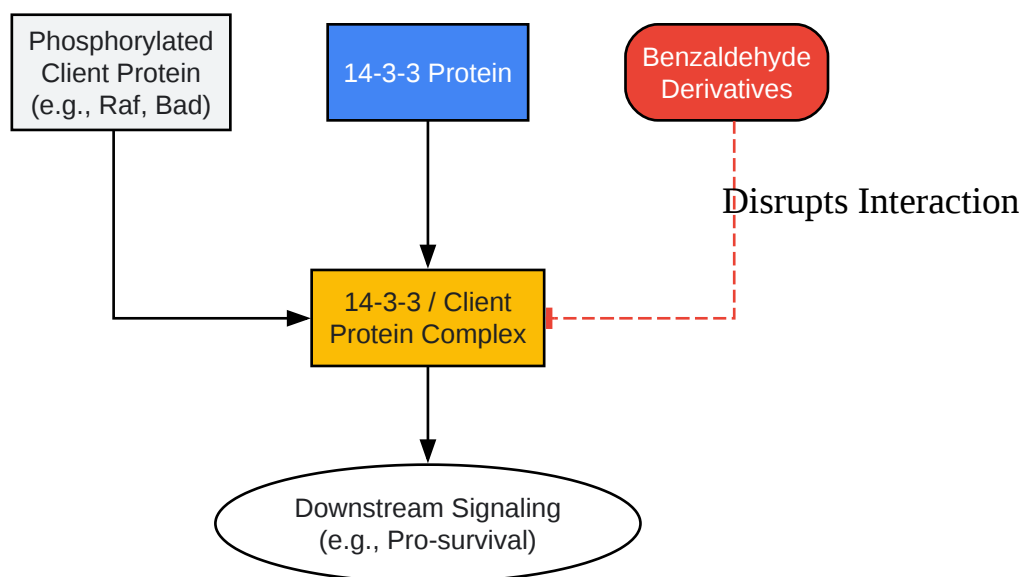 Phosphorylated
Client Protein
(e.g., Raf, Bad)
14-3-3 Protein
Benzaldehyde
Derivatives
Disrupts Interaction
14-3-3 / Client
Protein Complex
Downstream Signaling
(e.g., Pro-survival)